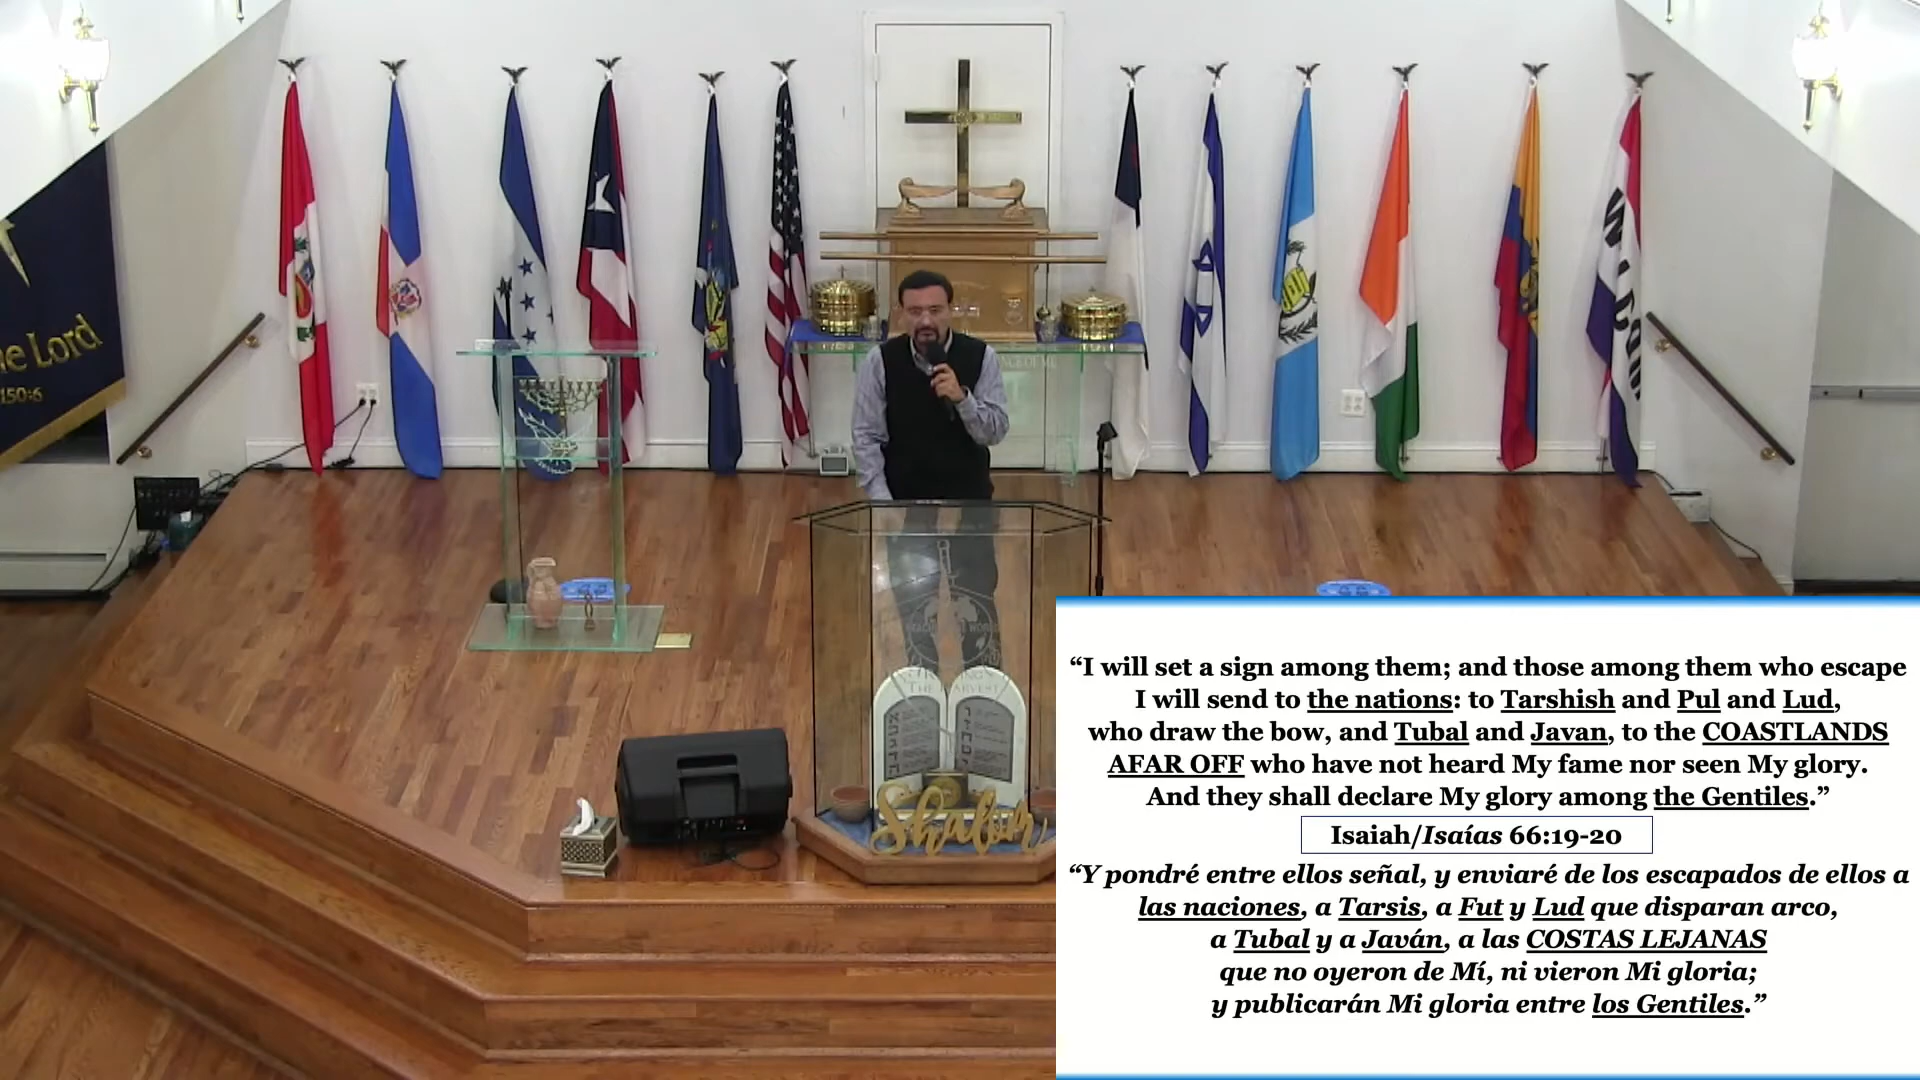 he Lord
150:6
“I will set a sign among them; and those among them who escape
I will send to the nations: to Tarshish and Pul and Lud,
who draw the bow, and Tubal and Javan, to the COASTLANDS
AFAR OFF who have not heard My fame nor seen My glory.
And they shall declare My glory among the Gentiles.”
Isaiah/Isaías 66:19-20
“Y pondré entre ellos señal, y enviaré de los escapados de ellos a
las naciones, a Tarsis, a Fut y Lud que disparan arco,
a Tubal y a Javán, a las COSTAS LEJANAS
que no oyeron de Mí, ni vieron Mi gloria;
y publicarán Mi gloria entre los Gentiles.”
THE HARVEST
Shalom